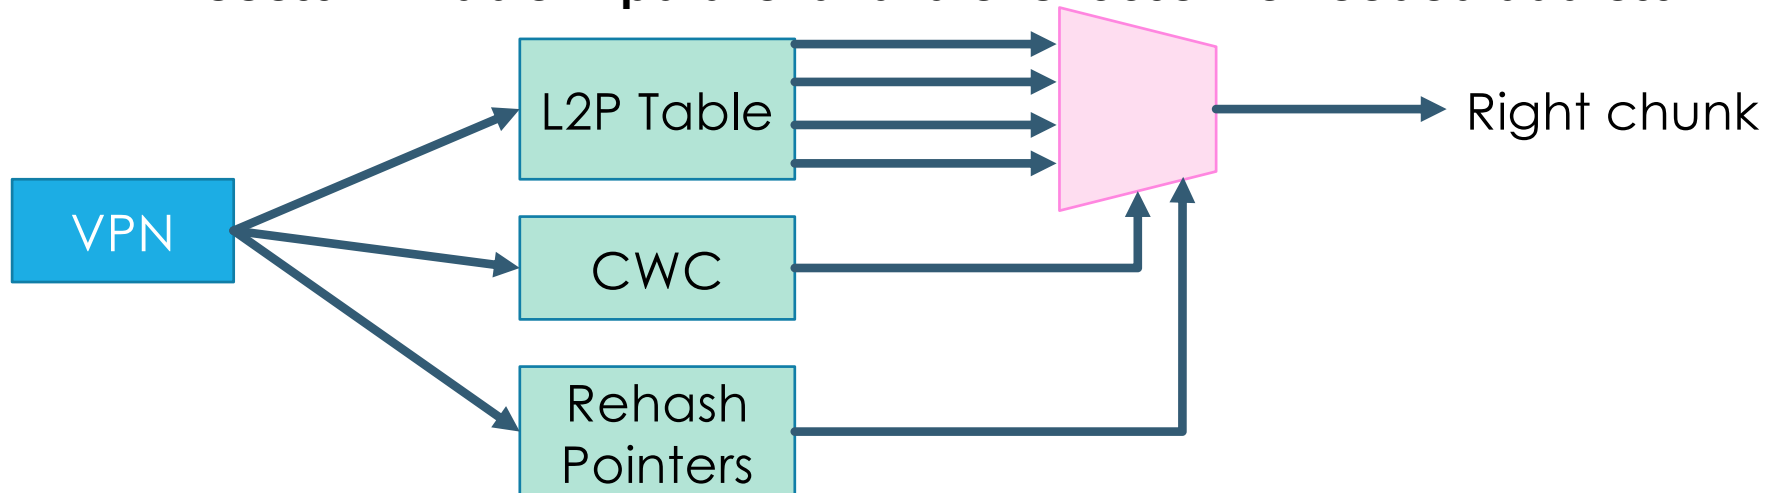 L2P Table
Right chunk
VPN
CWC
Rehash
Pointers